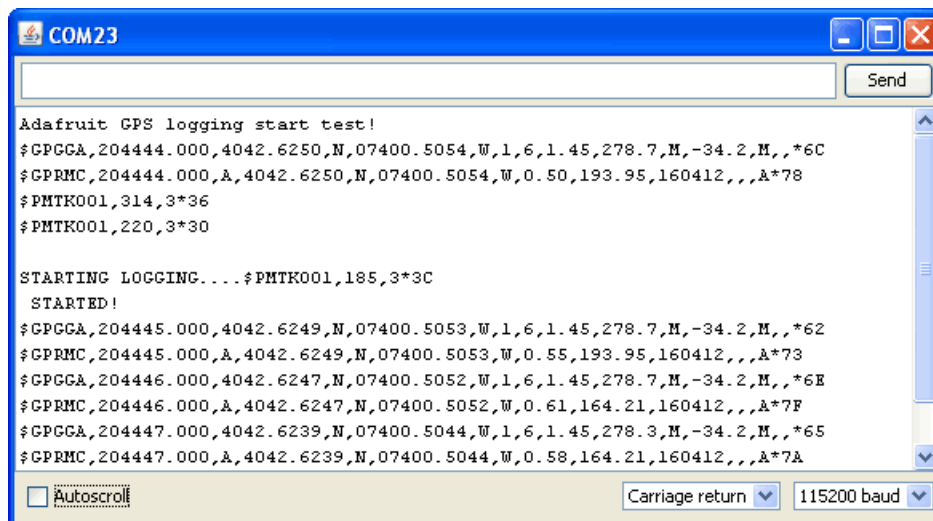 COM23
Send
Adafruit GPS logging start test!
$GPGGA,204444.000,4042.6250,N,07400.5054,W,1,6,1.45,278.7,M,-34.2,M,,*6C
$GPRMC,204444.000,A,4042.6250,N,07400.5054,W,0.50,193.95,160412,,,A*78
$PMTK001,314,3*36
$PMTK001,220,3*30
STARTING LOGGING....$PMTK001,185,3*3C
STARTED!
$GPGGA,204445.000,4042.6249,N,07400.5053,W,1,6,1.45,278.7,M,-34.2,M,,*62
$GPRMC,204445.000,A,4042.6249,N,07400.5053,W,0.55,193.95,160412,,,A*73
$GPGGA,204446.000,4042.6247,N,07400.5052,W,1,6,1.45,278.7,M,-34.2,M,,*6E
$GPRMC,204446.000,A,4042.6247,N,07400.5052,W,0.61,164.21,160412,,,A*7F
$GPGGA,204447.000,4042.6239,N,07400.5044,W,1,6,1.45,278.3,M,-34.2,M,,*65
$GPRMC,204447.000,A,4042.6239,N,07400.5044,W,0.58,164.21,160412,,,A*7A
Autoscroll Carriage return 115200 baud